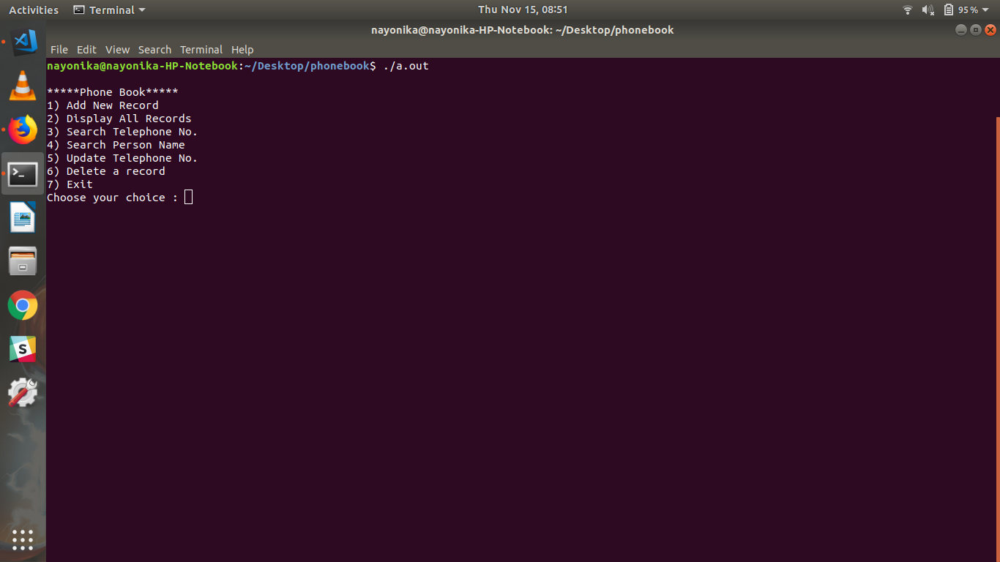 Activities Terminal Thu Nov 15, 08:51 95%
nayonika@nayonika-HP-Notebook: ~/Desktop/phonebook
File Edit View Search Terminal Help
nayonika@nayonika-HP-Notebook:~/Desktop/phonebook$ ./a.out
*****Phone Book*****
1) Add New Record
2) Display All Records
3) Search Telephone No.
4) Search Person Name
5) Update Telephone No.
6) Delete a record
7) Exit
Choose your choice :
S